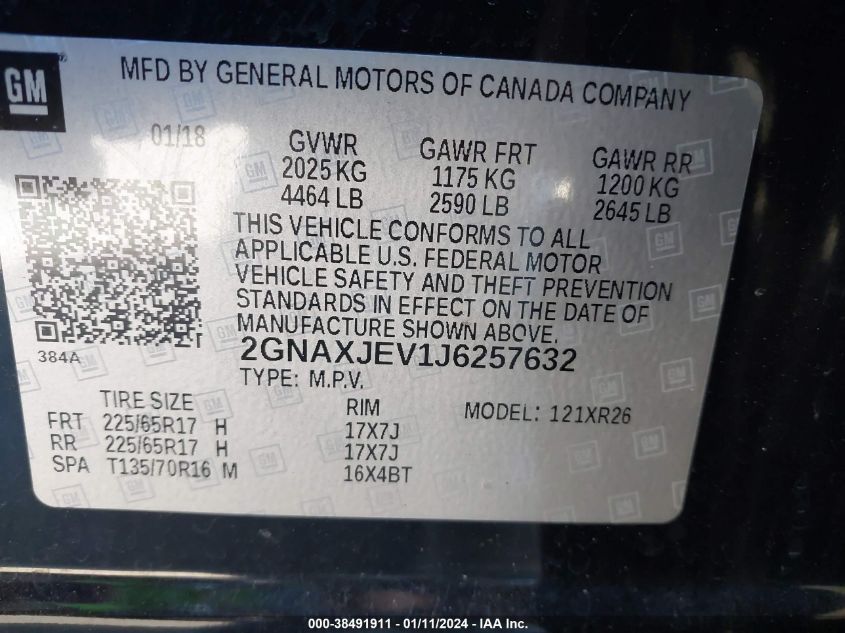 GM
MFD BY GENERAL MOTORS OF CANADA COMPANY
01/18
GVWR
2025 KG
4464 LB
GAWR FRT
1175 KG
2590 LB
GAWR RR
1200 KG
2645 LB
THIS VEHICLE CONFORMS TO ALL
APPLICABLE U.S. FEDERAL MOTOR
VEHICLE SAFETY AND THEFT PREVENTION
STANDARDS IN EFFECT ON THE DATE OF
MANUFACTURE SHOWN ABOVE.
384A
2GNAXJEV1J6257632
TYPE: M.P.V.
TIRE SIZE
RIM
MODEL: 121XR26
FRT 225/65R17 H 17X7J
RR 225/65R17 H 17X7J
SPA T135/70R16 M 16X4BT
000-38491911 - 01/11/2024 - IAA Inc.